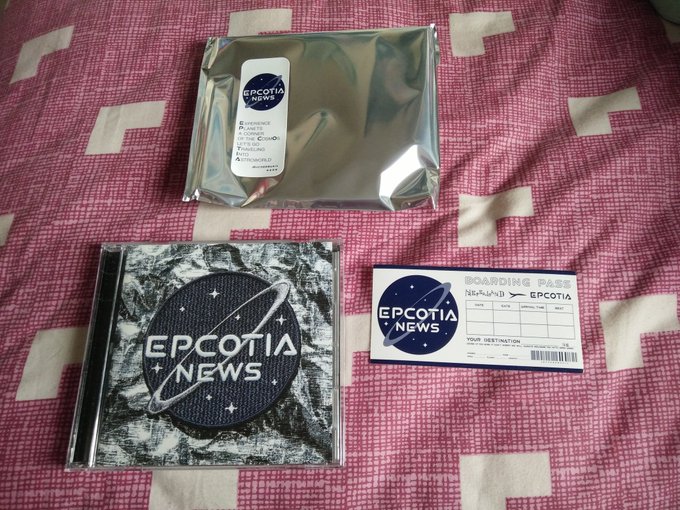 EPCOTIA
NEWS
EXPERIENCE
PLANETS
A CORNER
OF THE COSMOS
LET'S GO
TRAVELING
INTO
ASTROWORLD
EPCOTIA
NEWS
BOARDING PASS
NEVERLAND EPCOTIA
DATE GATE ARRIVAL TIME SEAT
EPCOTIA
NEWS
YOUR DESTINATION